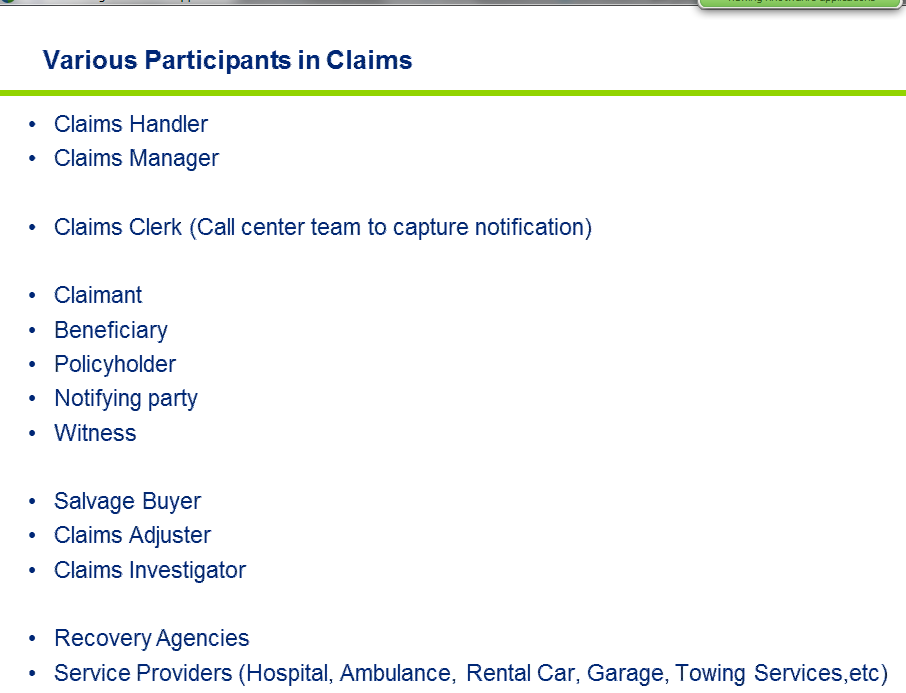 Various Participants in Claims
• Claims Handler
• Claims Manager
• Claims Clerk (Call center team to capture notification)
• Claimant
• Beneficiary
• Policyholder
• Notifying party
• Witness
• Salvage Buyer
• Claims Adjuster
• Claims Investigator
• Recovery Agencies
• Service Providers (Hospital, Ambulance, Rental Car, Garage, Towing Services,etc)